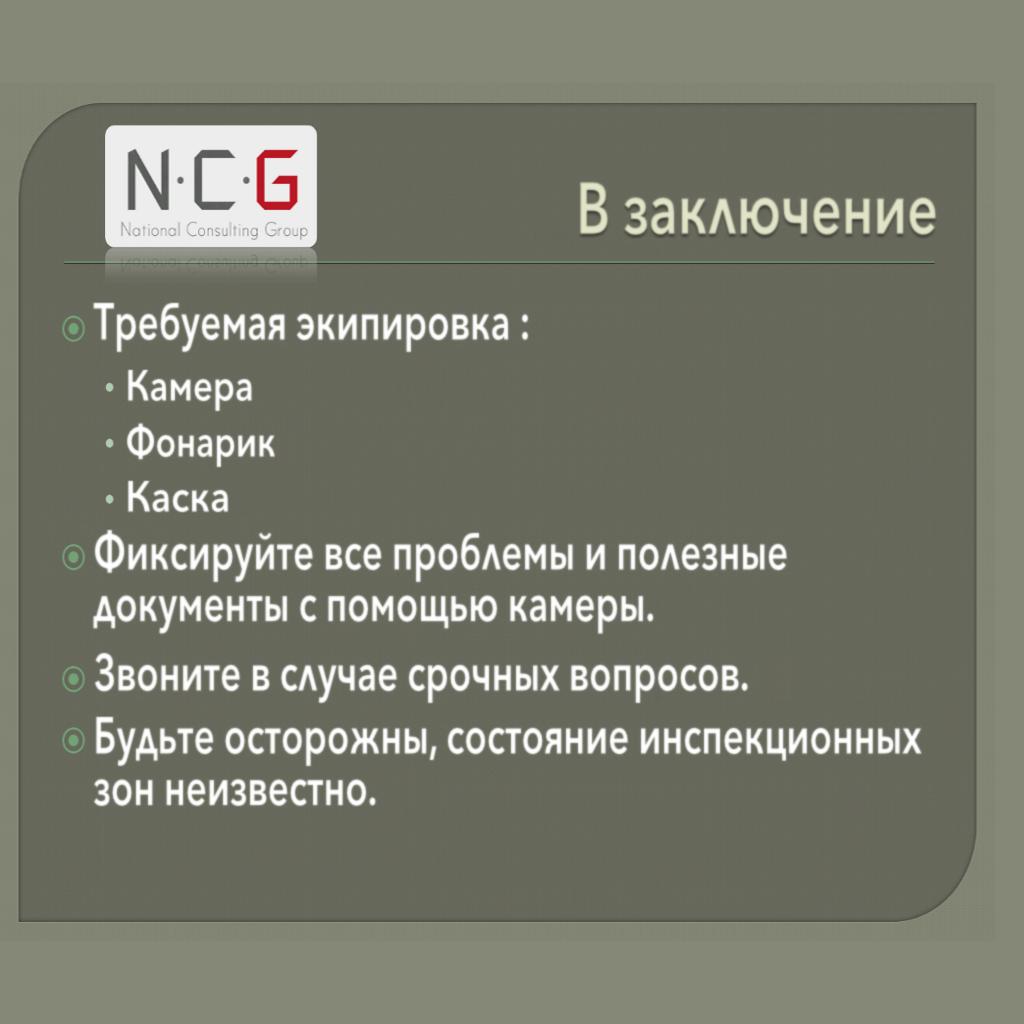 N·C·G
National Consulting Group
В заключение
Требуемая экипировка :
Камера
Фонарик
Каска
Фиксируйте все проблемы и полезные
документы с помощью камеры.
Звоните в случае срочных вопросов.
Будьте осторожны, состояние инспекционных
зон неизвестно.